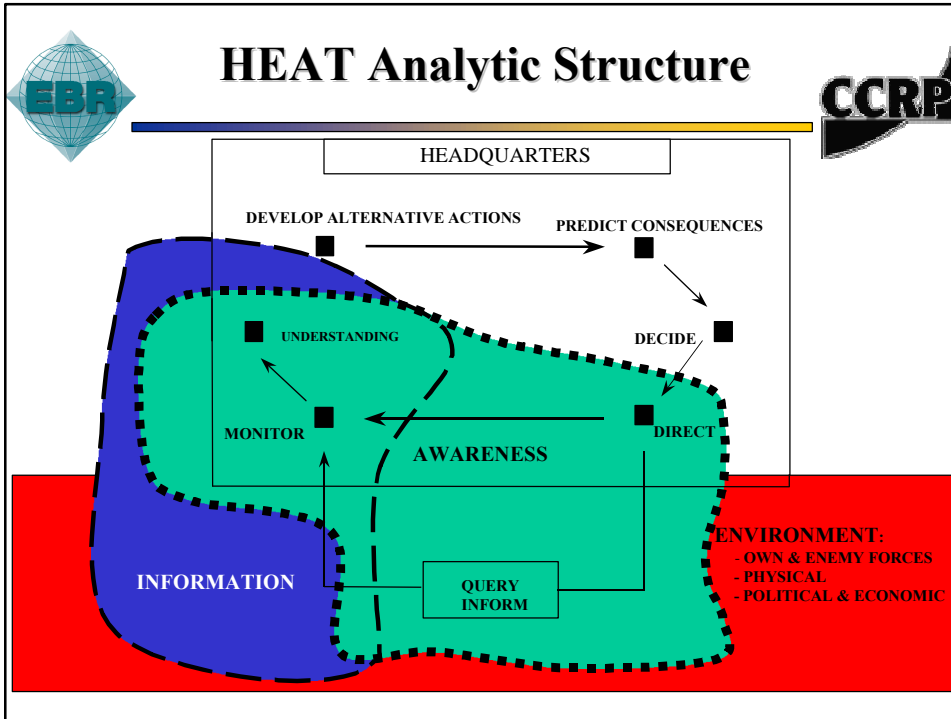 HEAT Analytic Structure
EBR
CCRP
HEADQUARTERS
DEVELOP ALTERNATIVE ACTIONS
PREDICT CONSEQUENCES
UNDERSTANDING
DECIDE
MONITOR
DIRECT
AWARENESS
ENVIRONMENT:
- OWN & ENEMY FORCES
- PHYSICAL
- POLITICAL & ECONOMIC
INFORMATION
QUERY
INFORM